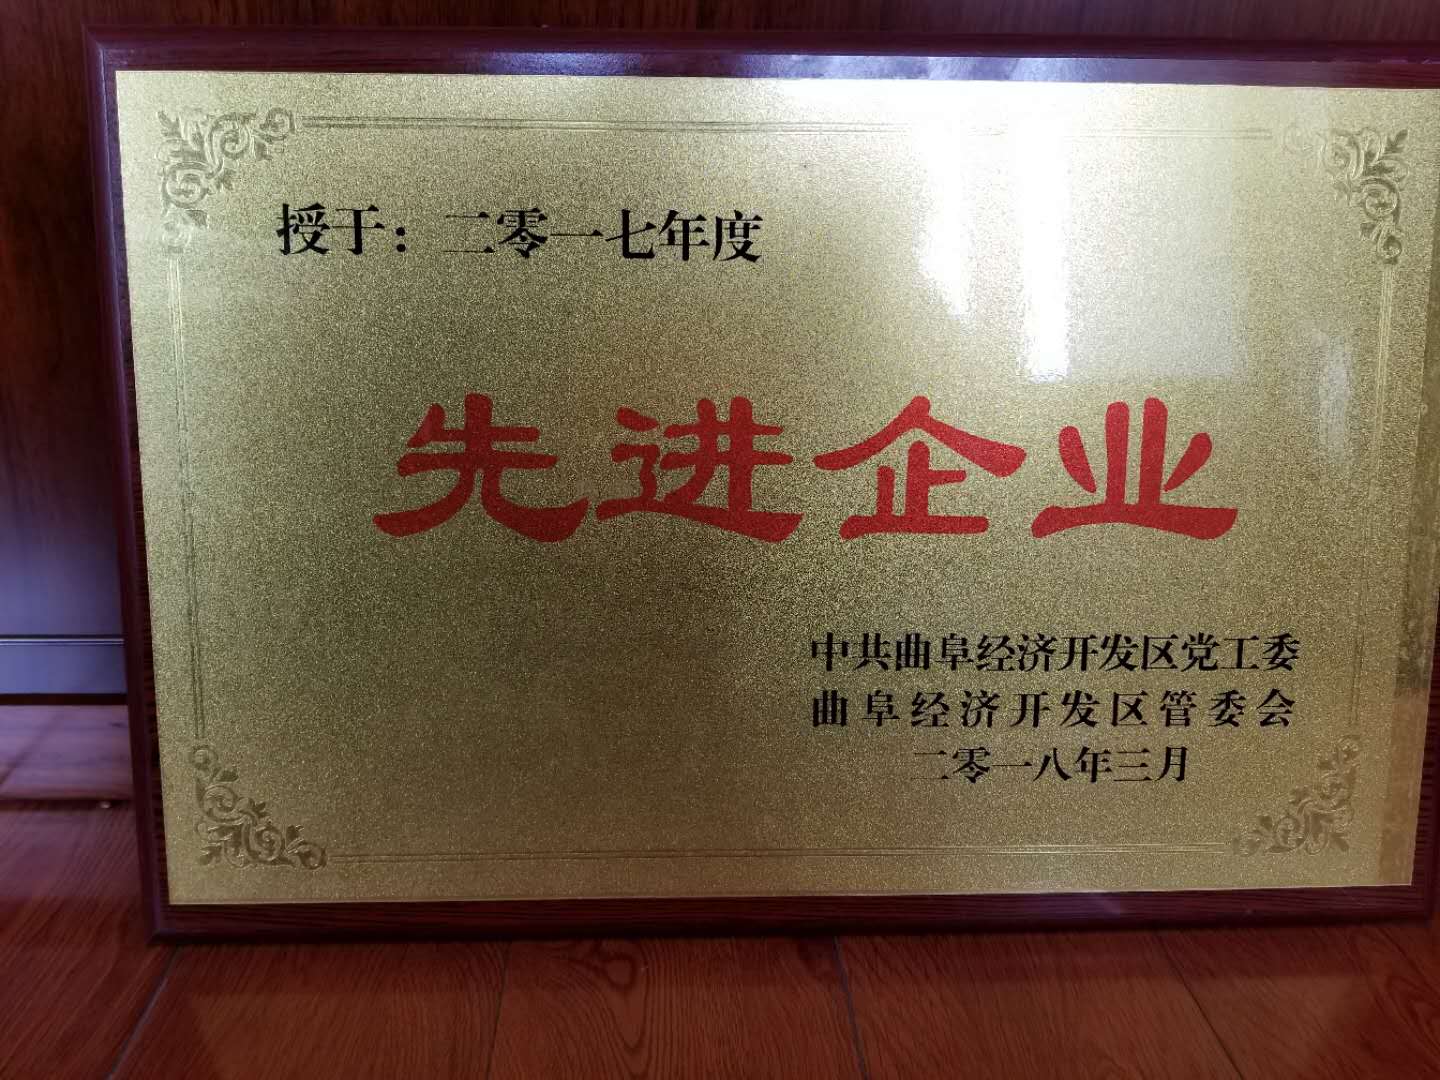 授于：二零一七年度
先进企业
中共曲阜经济开发区党工委
曲阜经济开发区管委会
二零一八年三月